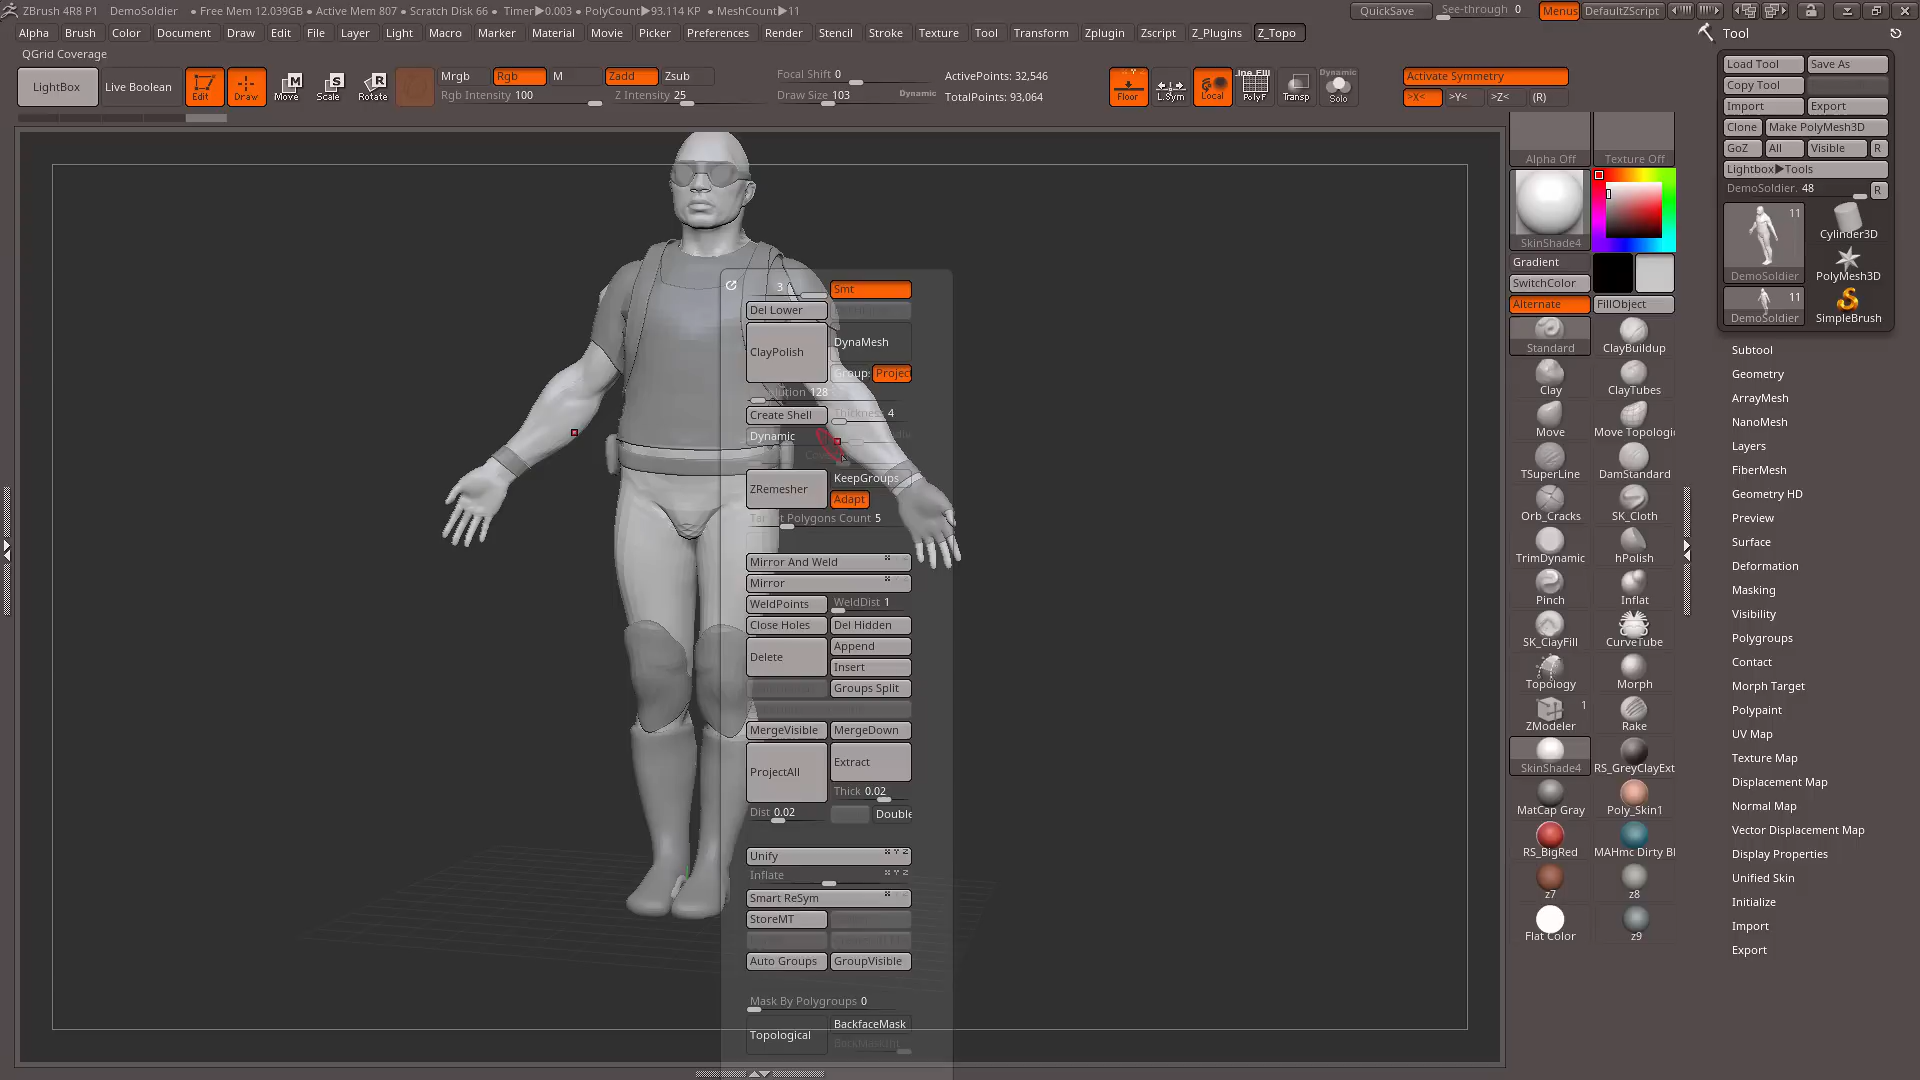 ZBrush 4R8 P1 DemoSoldier • Free Mem 12.039GB • Active Mem 807 • Scratch Disk 66 • Timer▶0.003 • PolyCount▶93.114 KP • MeshCount▶11 QuickSave See-through 0 Menus DefaultZScript
Alpha Brush Color Document Draw Edit File Layer Light Macro Marker Material Movie Picker Preferences Render Stencil Stroke Texture Tool Transform Zplugin Zscript Z_Plugins Z_Topo
QGrid Coverage
LightBox
Live Boolean
Edit
Draw
Move
Scale
Rotate
Mrgb Rgb M Zadd Zsub
Rgb Intensity 100 Z Intensity 25
Focal Shift 0
Draw Size 103 Dynamic
ActivePoints: 32,546
TotalPoints: 93,064
Floor
L.Sym
Local
Line Fill
PolyF
Transp
Dynamic
Solo
Activate Symmetry
>X< >Y< >Z< (R)
3 Smt
Del Lower
ClayPolish DynaMesh
Project
128
Create Shell Thickness 4
Dynamic
ZRemesher KeepGroups
Adapt
Target Polygons Count 5
Mirror And Weld
Mirror
WeldPoints WeldDist 1
Close Holes Del Hidden
Delete Append
Insert
Groups Split
MergeVisible MergeDown
ProjectAll Extract
Thick 0.02
Dist 0.02 Double
Unify
Inflate
Smart ReSym
StoreMT
Auto Groups GroupVisible
Mask By Polygroups 0
Topological BackfaceMask
Alpha Off Texture Off
SkinShade4
Gradient
SwitchColor
Alternate FillObject
Standard ClayBuildup
Clay ClayTubes
Move Move Topologi
TSuperLine DamStandard
Orb_Cracks SK_Cloth
TrimDynamic hPolish
Pinch Inflat
SK_ClayFill CurveTube
Topology Morph
1
ZModeler Rake
SkinShade4 RS_GreyClayExt
MatCap Gray Poly_Skin1
RS_BigRed MAHmc Dirty Bl
z7 z8
Flat Color z9
Tool
Load Tool Save As
Copy Tool
Import Export
Clone Make PolyMesh3D
GoZ All Visible R
Lightbox▶Tools
DemoSoldier. 48 R
11
DemoSoldier
Cylinder3D
PolyMesh3D
11
DemoSoldier
SimpleBrush
Subtool
Geometry
ArrayMesh
NanoMesh
Layers
FiberMesh
Geometry HD
Preview
Surface
Deformation
Masking
Visibility
Polygroups
Contact
Morph Target
Polypaint
UV Map
Texture Map
Displacement Map
Normal Map
Vector Displacement Map
Display Properties
Unified Skin
Initialize
Import
Export